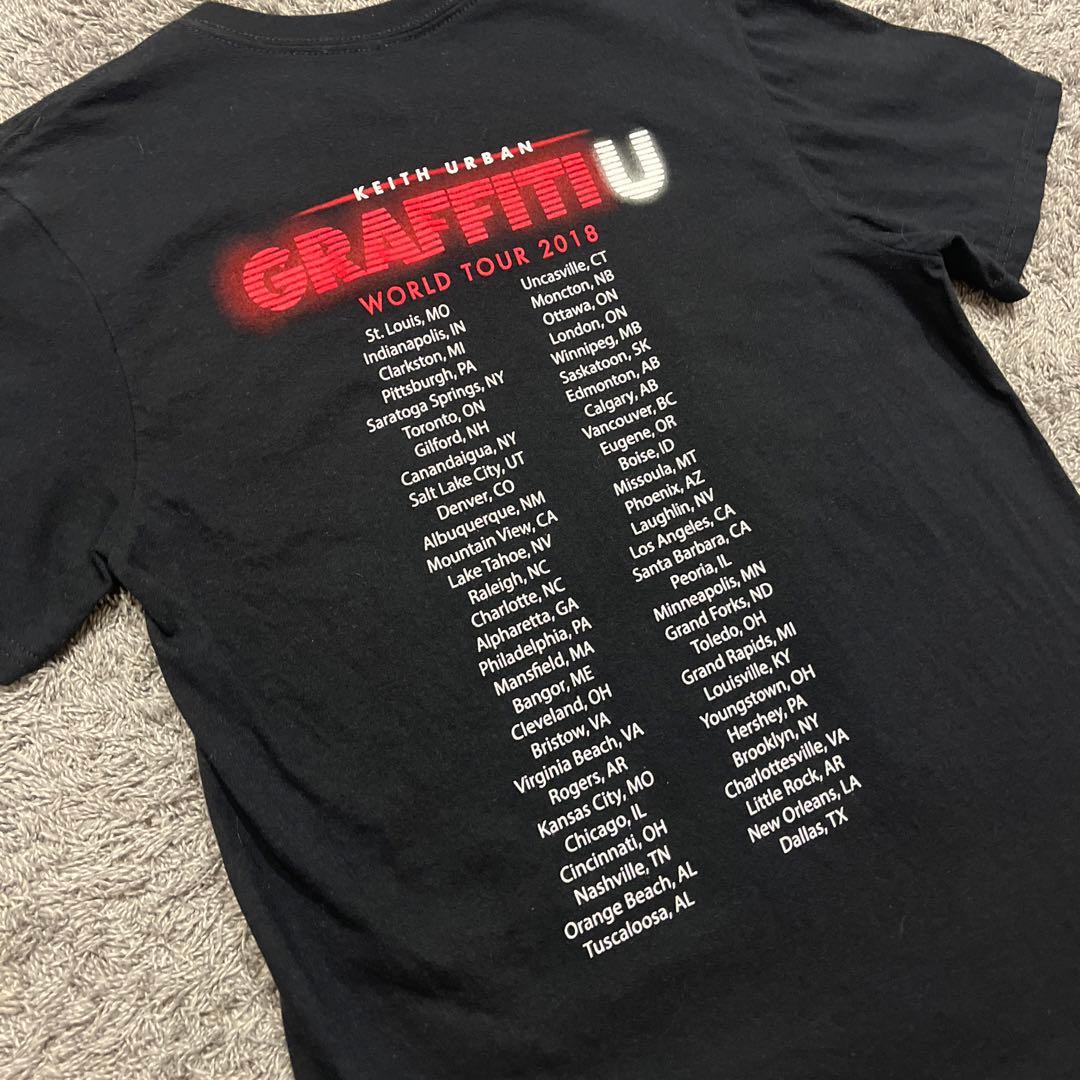 KEITH URBAN
GRAFFITI U
WORLD TOUR 2018
St. Louis, MO
Indianapolis, IN
Clarkston, MI
Pittsburgh, PA
Saratoga Springs, NY
Toronto, ON
Gilford, NH
Canandaigua, NY
Salt Lake City, UT
Denver, CO
Albuquerque, NM
Mountain View, CA
Lake Tahoe, NV
Raleigh, NC
Charlotte, NC
Alpharetta, GA
Philadelphia, PA
Mansfield, MA
Bangor, ME
Cleveland, OH
Bristow, VA
Virginia Beach, VA
Rogers, AR
Kansas City, MO
Chicago, IL
Cincinnati, OH
Nashville, TN
Orange Beach, AL
Tuscaloosa, AL
Uncasville, CT
Moncton, NB
Ottawa, ON
London, ON
Winnipeg, MB
Saskatoon, SK
Edmonton, AB
Calgary, AB
Vancouver, BC
Eugene, OR
Boise, ID
Missoula, MT
Phoenix, AZ
Laughlin, NV
Los Angeles, CA
Santa Barbara, CA
Peoria, IL
Minneapolis, MN
Grand Forks, ND
Toledo, OH
Grand Rapids, MI
Louisville, KY
Youngstown, OH
Hershey, PA
Brooklyn, NY
Charlottesville, VA
Little Rock, AR
New Orleans, LA
Dallas, TX